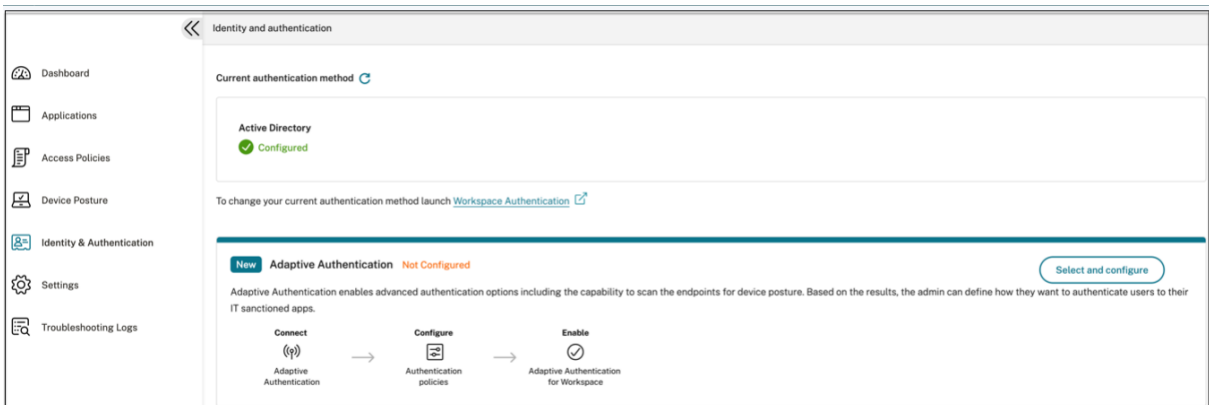 Identity and authentication
Dashboard
Applications
Access Policies
Device Posture
Identity & Authentication
Settings
Troubleshooting Logs
Current authentication method
Active Directory
Configured
To change your current authentication method launch Workspace Authentication
New Adaptive Authentication Not Configured
Select and configure
Adaptive Authentication enables advanced authentication options including the capability to scan the endpoints for device posture. Based on the results, the admin can define how they want to authenticate users to their
IT sanctioned apps.
Connect
Adaptive
Authentication
Configure
Authentication
policies
Enable
Adaptive Authentication
for Workspace